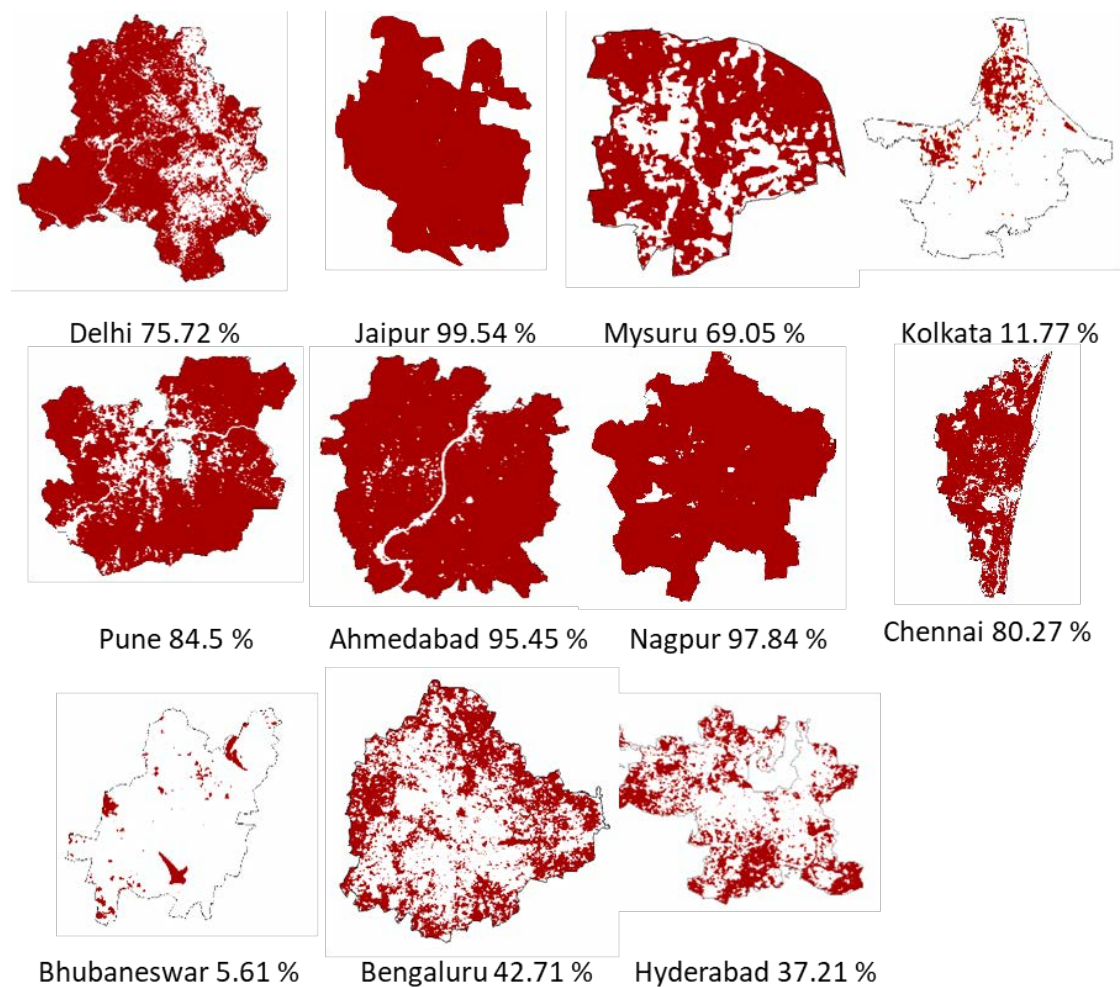 Delhi 75.72 %
Jaipur 99.54 %
Mysuru 69.05 %
Kolkata 11.77 %
Pune 84.5 %
Ahmedabad 95.45 %
Nagpur 97.84 %
Chennai 80.27 %
Bhubaneswar 5.61 %
Bengaluru 42.71 %
Hyderabad 37.21 %